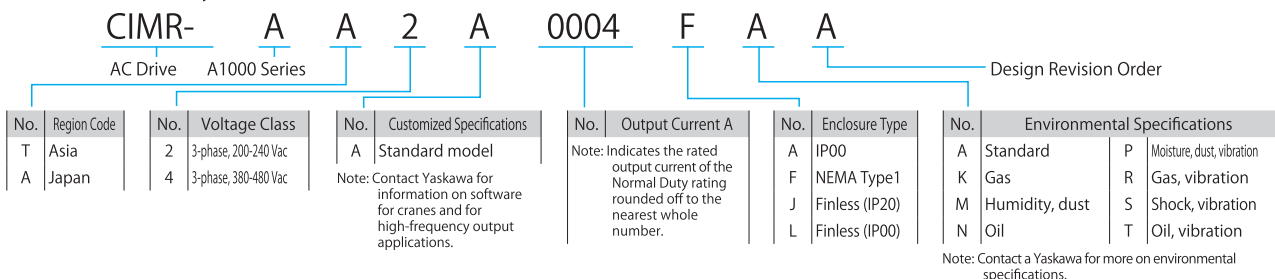 CIMR- A A 2 A 0004 F A A
AC Drive A1000 Series
Design Revision Order
No. Region Code
T Asia
A Japan
No. Voltage Class
2 3-phase, 200-240 Vac
4 3-phase, 380-480 Vac
No. Customized Specifications
A Standard model
Note: Contact Yaskawa for
information on software
for cranes and for
high-frequency output
applications.
No. Output Current A
Note: Indicates the rated
output current of the
Normal Duty rating
rounded off to the
nearest whole
number.
No. Enclosure Type
A IP00
F NEMA Type1
J Finless (IP20)
L Finless (IP00)
No. Environmental Specifications
A Standard P Moisture, dust, vibration
K Gas R Gas, vibration
M Humidity, dust S Shock, vibration
N Oil T Oil, vibration
Note: Contact a Yaskawa for more on environmental
specifications.